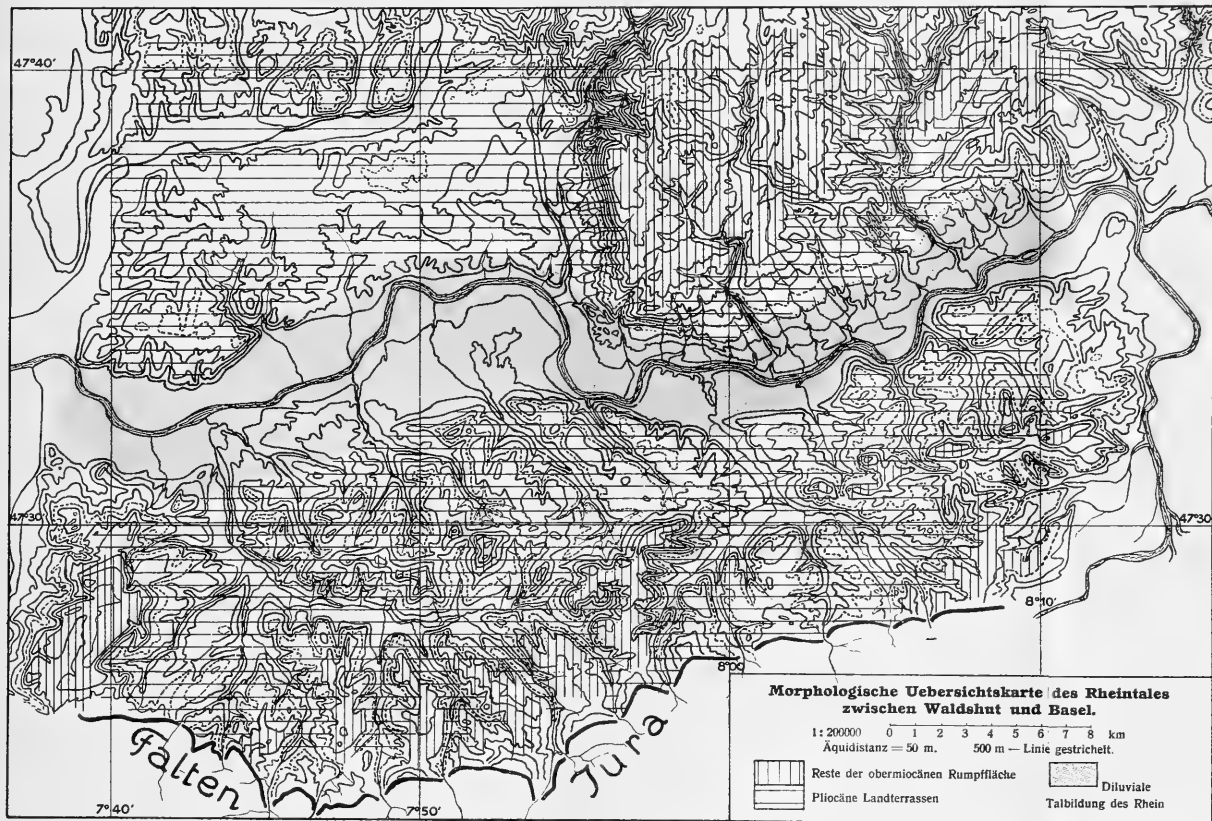 47°40'
47°30'
47°30'
8°10'
8°00'
Falten Jura
7°40'
7°50'
Morphologische Uebersichtskarte des Rheintales
zwischen Waldshut und Basel.
1 : 200000 0 1 2 3 4 5 6 7 8 km
Äquidistanz = 50 m. 500 m — Linie gestrichelt.
Reste der obermiocänen Rumpffläche
Pliocäne Landterrassen
Diluviale
Talbildung des Rhein